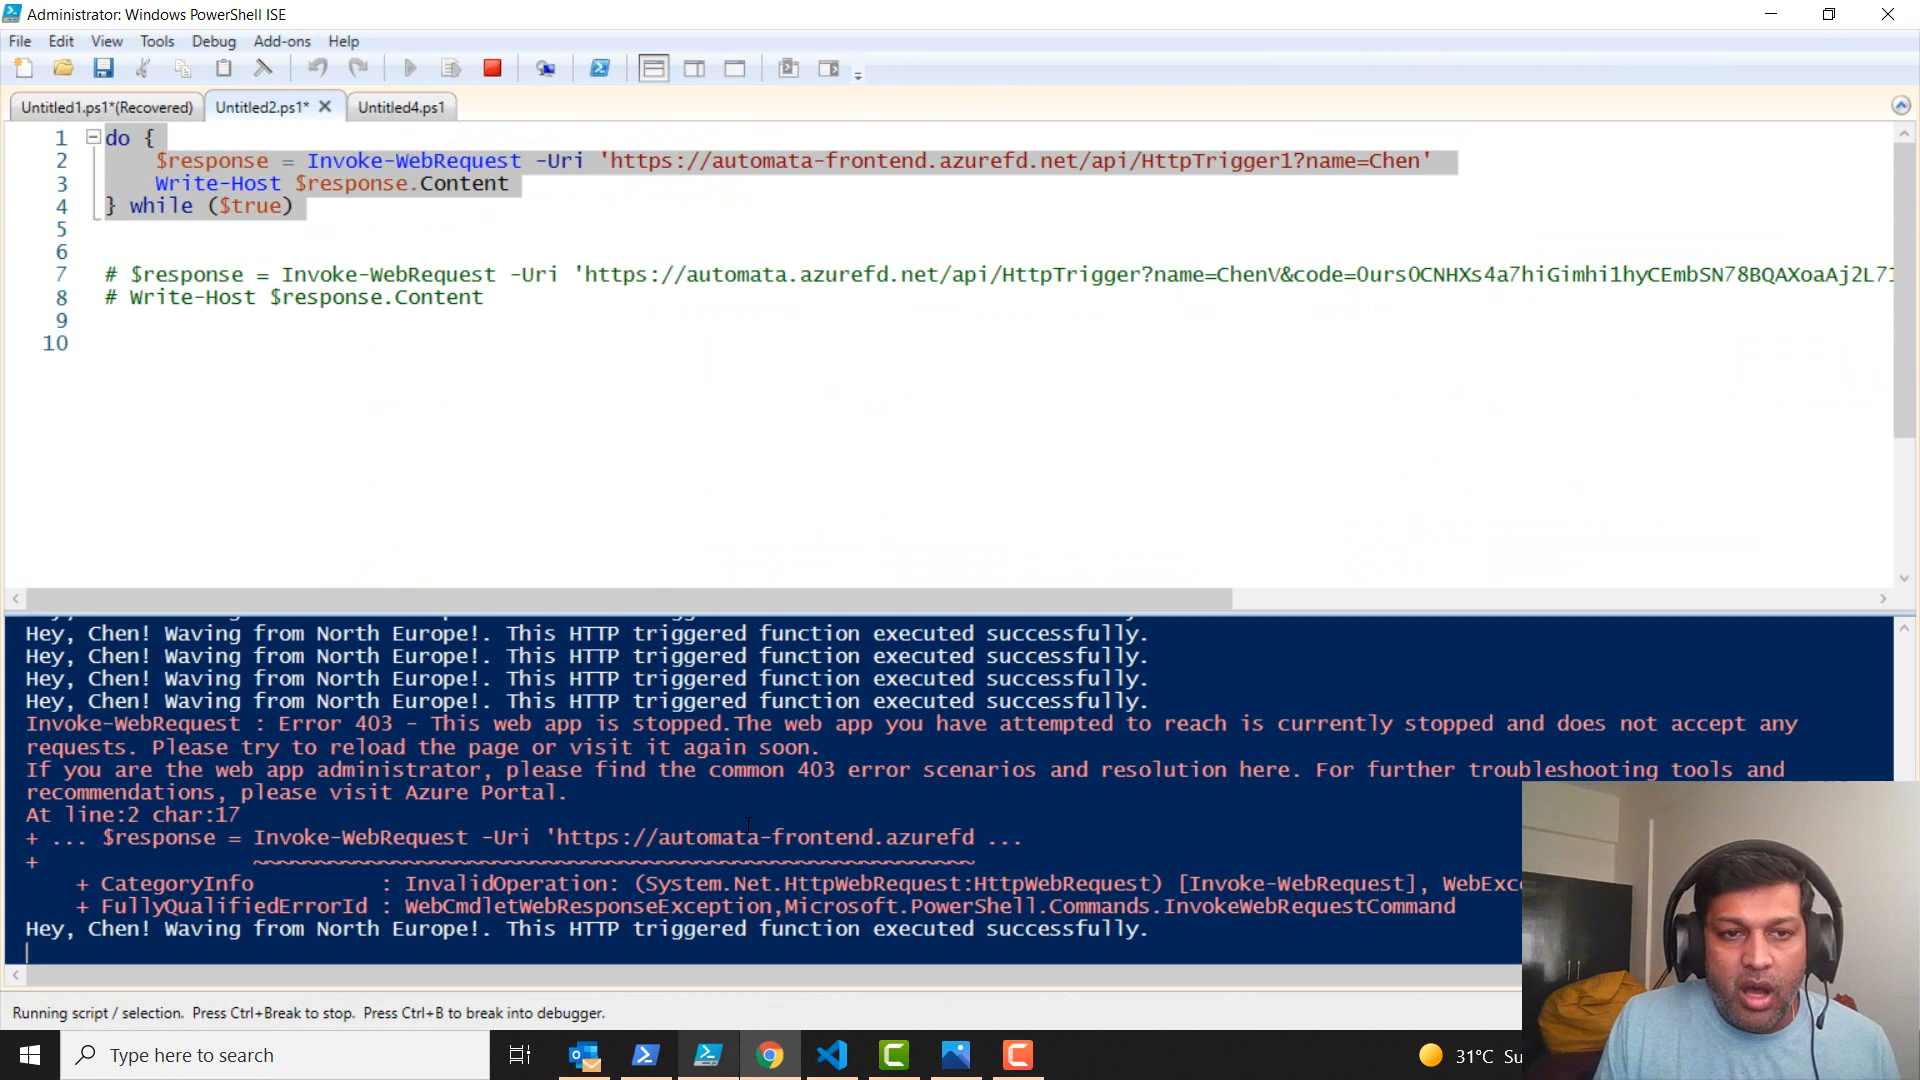 Administrator: Windows PowerShell ISE
File Edit View Tools Debug Add-ons Help
Untitled1.ps1*(Recovered) Untitled2.ps1* Untitled4.ps1
1 do {
2 $response = Invoke-WebRequest -Uri 'https://automata-frontend.azurefd.net/api/HttpTrigger1?name=Chen'
3 Write-Host $response.Content
4 } while ($true)
5
6
7 # $response = Invoke-WebRequest -Uri 'https://automata.azurefd.net/api/HttpTrigger?name=ChenV&code=0urs0CNHXs4a7hiGimhi1hyCEmbSN78BQAXoaAj2L71
8 # Write-Host $response.Content
9
10
Hey, Chen! Waving from North Europe!. This HTTP triggered function executed successfully.
Hey, Chen! Waving from North Europe!. This HTTP triggered function executed successfully.
Hey, Chen! Waving from North Europe!. This HTTP triggered function executed successfully.
Hey, Chen! Waving from North Europe!. This HTTP triggered function executed successfully.
Invoke-WebRequest : Error 403 - This web app is stopped.The web app you have attempted to reach is currently stopped and does not accept any
requests. Please try to reload the page or visit it again soon.
If you are the web app administrator, please find the common 403 error scenarios and resolution here. For further troubleshooting tools and
recommendations, please visit Azure Portal.
At line:2 char:17
+ ... $response = Invoke-WebRequest -Uri 'https://automata-frontend.azurefd ...
+ ~~~~~~~~~~~~~~~~~~~~~~~~~~~~~~~~~~~~~~~~~~~~~~~~~~~~~~~~~
+ CategoryInfo : InvalidOperation: (System.Net.HttpWebRequest:HttpWebRequest) [Invoke-WebRequest], WebExc
+ FullyQualifiedErrorId : WebCmdletWebResponseException,Microsoft.PowerShell.Commands.InvokeWebRequestCommand
Hey, Chen! Waving from North Europe!. This HTTP triggered function executed successfully.
Running script / selection. Press Ctrl+Break to stop. Press Ctrl+B to break into debugger.
Type here to search
31°C Su